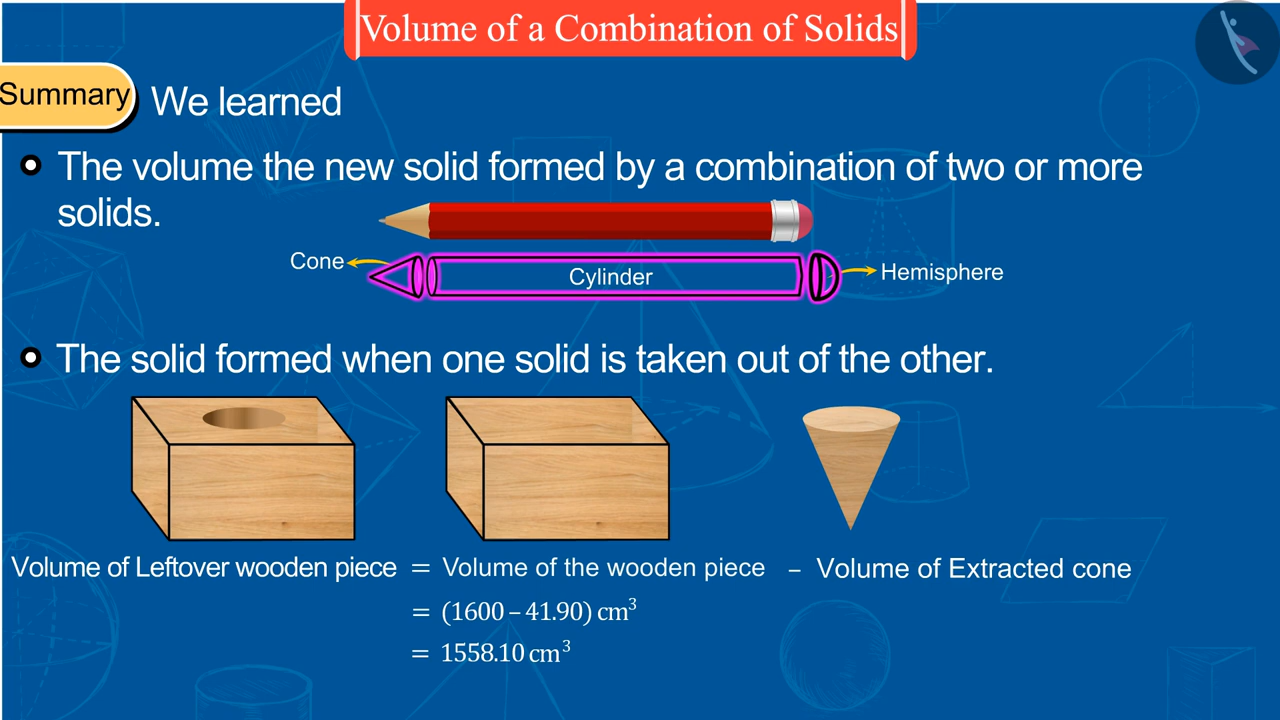 Volume of a Combination of Solids
Summary
We learned
The volume the new solid formed by a combination of two or more
solids.
Cone
Cylinder
Hemisphere
The solid formed when one solid is taken out of the other.
Volume of Leftover wooden piece = Volume of the wooden piece – Volume of Extracted cone
= (1600 – 41.90) cm³
= 1558.10 cm³